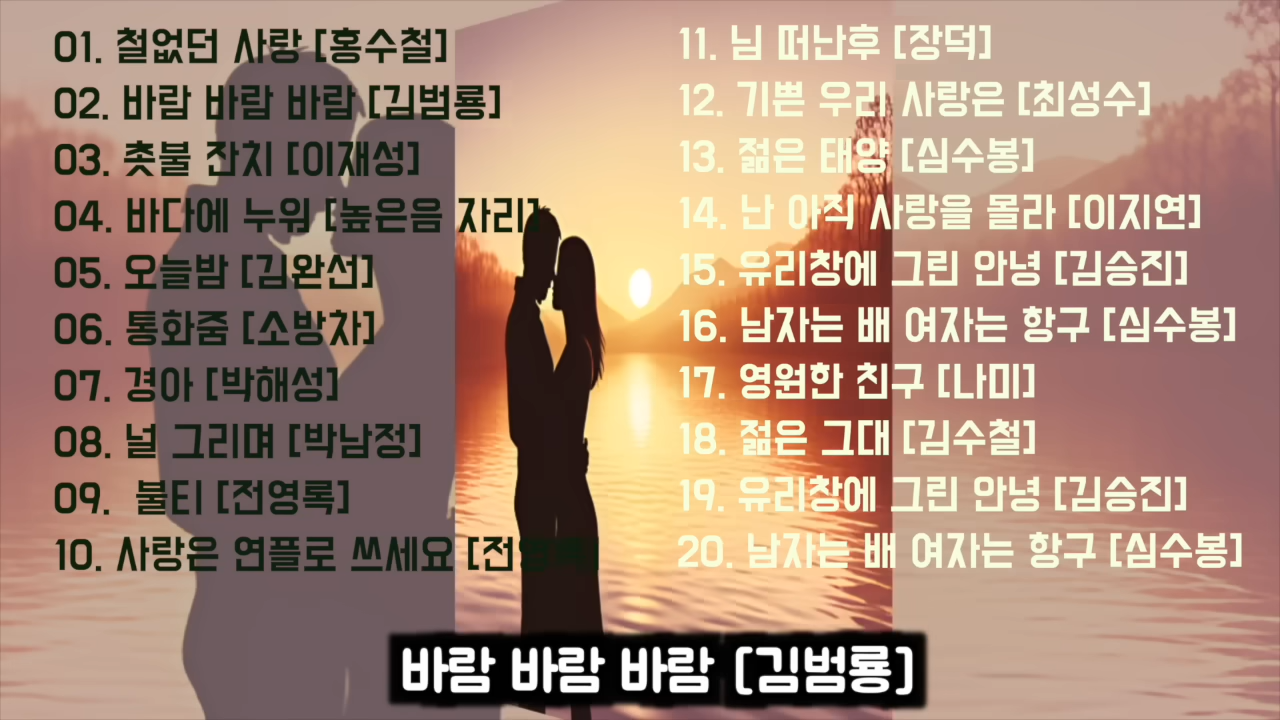 01. 철없던 사랑 [홍수철]
02. 바람 바람 바람 [김범룡]
03. 촛불 잔치 [이재성]
04. 바다에 누워 [높은음 자리]
05. 오늘밤 [김완선]
06. 통화중 [소방차]
07. 경아 [박해성]
08. 널 그리며 [박남정]
09. 불티 [전영록]
10. 사랑은 연필로 쓰세요 [전영록]
11. 님 떠난후 [장덕]
12. 기쁜 우리 사랑은 [최성수]
13. 젊은 태양 [심수봉]
14. 난 아직 사랑을 몰라 [이지연]
15. 유리창에 그린 안녕 [김승진]
16. 남자는 배 여자는 항구 [심수봉]
17. 영원한 친구 [나미]
18. 젊은 그대 [김수철]
19. 유리창에 그린 안녕 [김승진]
20. 남자는 배 여자는 항구 [심수봉]
바람 바람 바람 [김범룡]